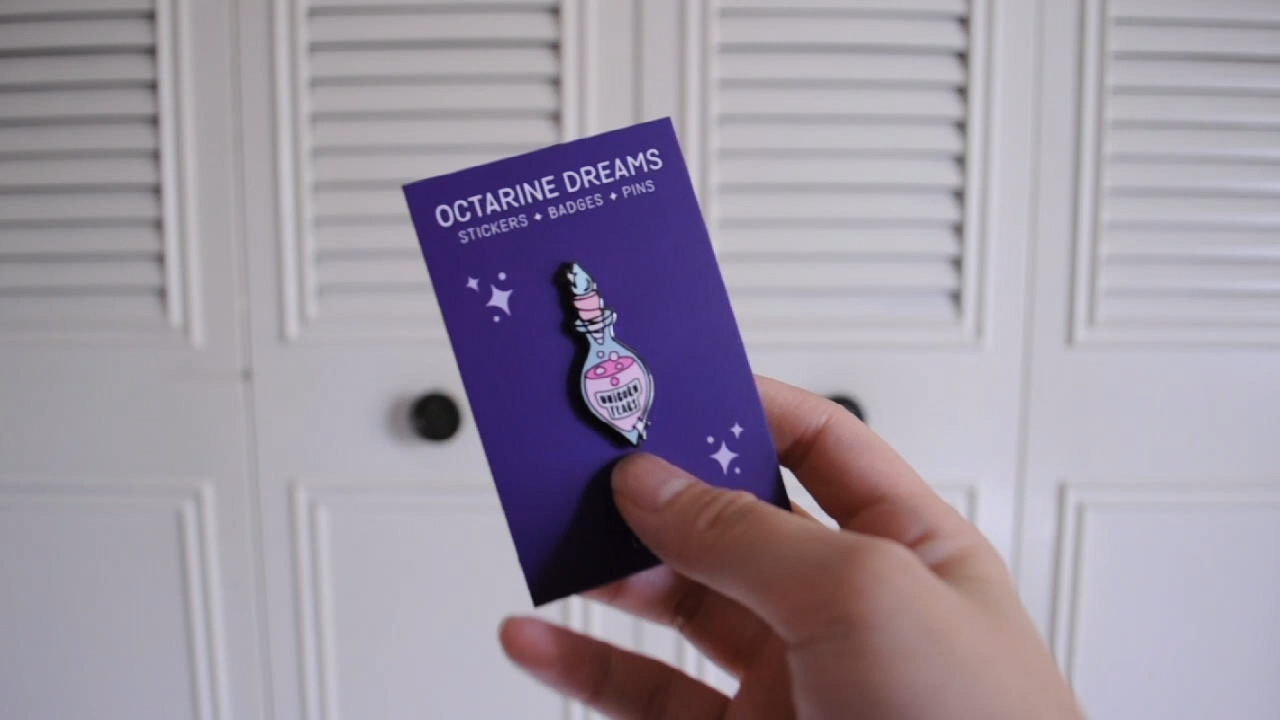 OCTARINE DREAMS
STICKERS ✦ BADGES ✦ PINS
UNICORN
TEARS